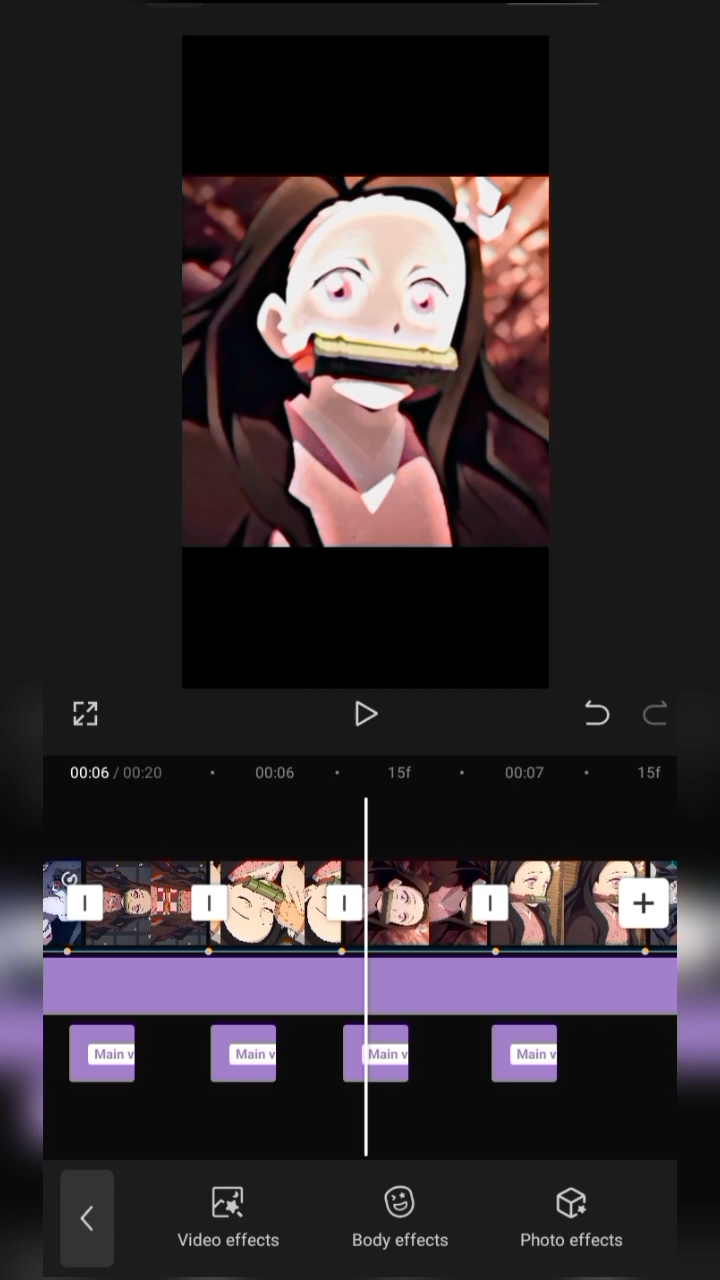 00:06 / 00:20 • 00:06 • 15f • 00:07 • 15f
Main v Main v Main v Main v
Video effects Body effects Photo effects